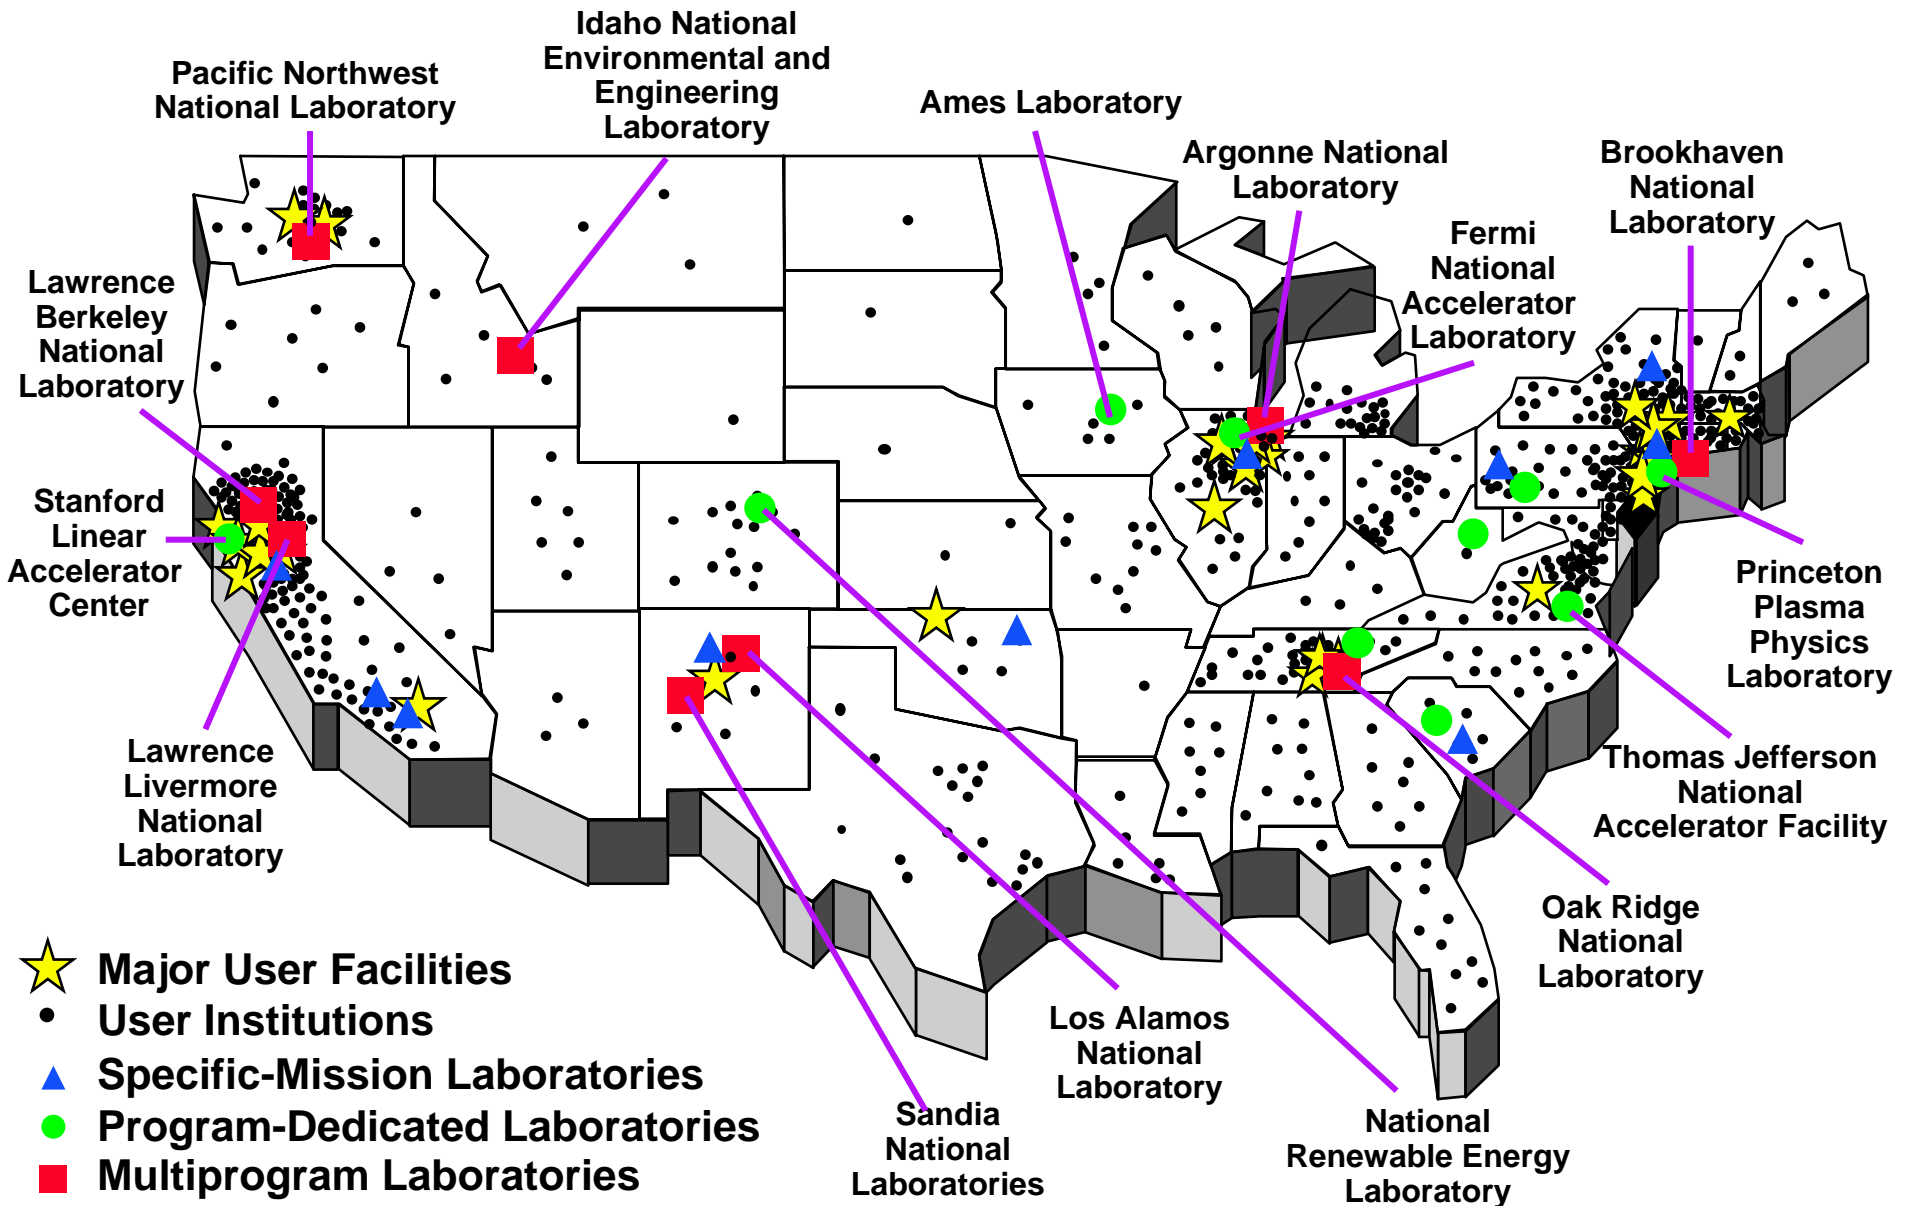 Idaho National
Environmental and
Engineering
Laboratory
Pacific Northwest
National Laboratory
Ames Laboratory
Argonne National
Laboratory
Brookhaven
National
Laboratory
Fermi
National
Accelerator
Laboratory
Lawrence
Berkeley
National
Laboratory
Stanford
Linear
Accelerator
Center
Princeton
Plasma
Physics
Laboratory
Lawrence
Livermore
National
Laboratory
Thomas Jefferson
National
Accelerator Facility
Oak Ridge
National
Laboratory
Los Alamos
National
Laboratory
Sandia
National
Laboratories
National
Renewable Energy
Laboratory
Major User Facilities
User Institutions
Specific-Mission Laboratories
Program-Dedicated Laboratories
Multiprogram Laboratories